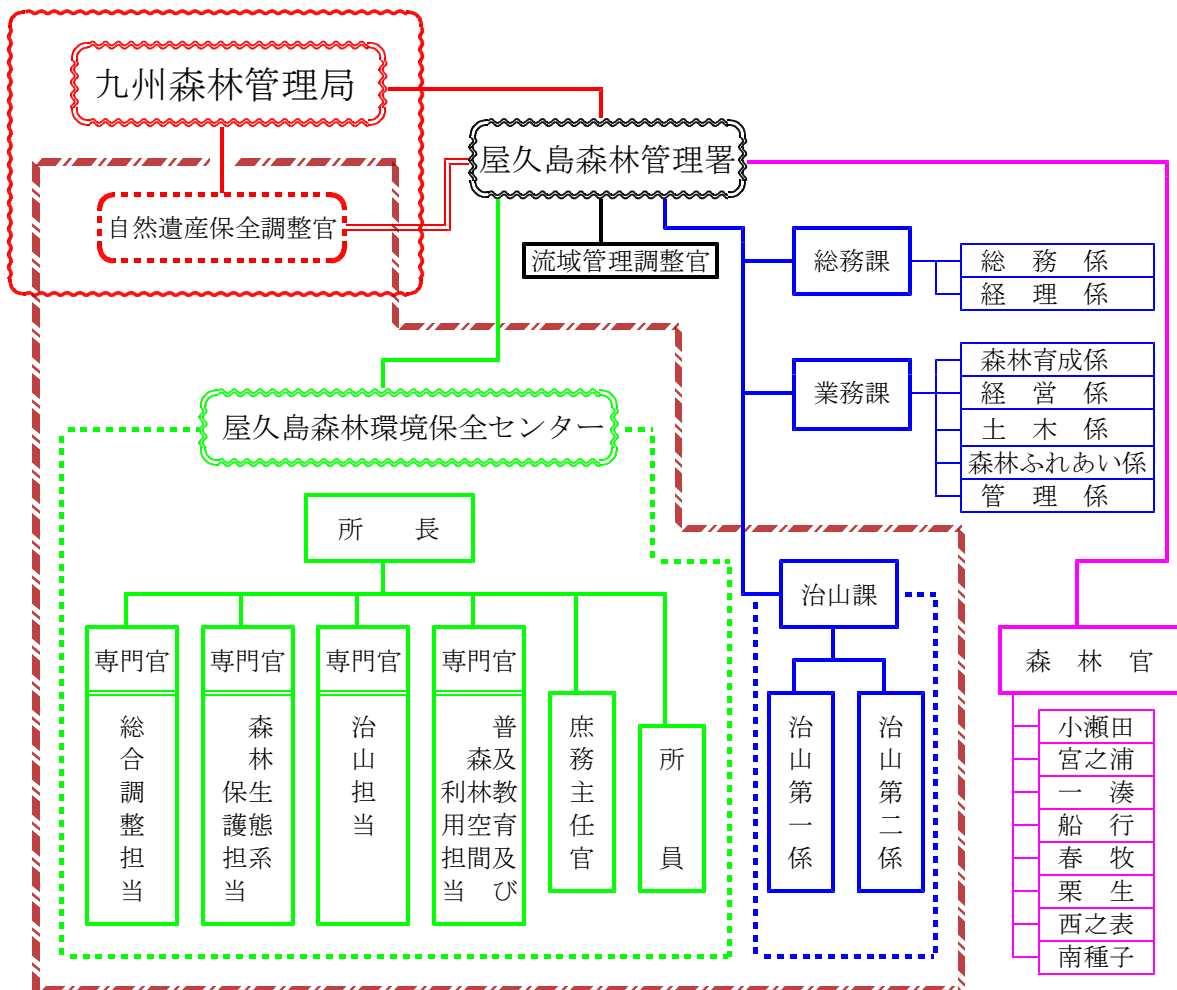 九州森林管理局
屋久島森林管理署
自然遺産保全調整官
流域管理調整官
総務課
総　務　係
経　理　係
業務課
森林育成係
経　営　係
土　木　係
森林ふれあい係
管　理　係
屋久島森林環境保全センター
所　　長
専門官
総合調整担当
専門官
森林生態系
保護担当
専門官
治山担当
専門官
普及教育及び
森林空間
利用担当
庶務主任官
所　　員
治山課
治山第一係
治山第二係
森　林　官
小瀬田
宮之浦
一　湊
船　行
春　牧
栗　生
西之表
南種子